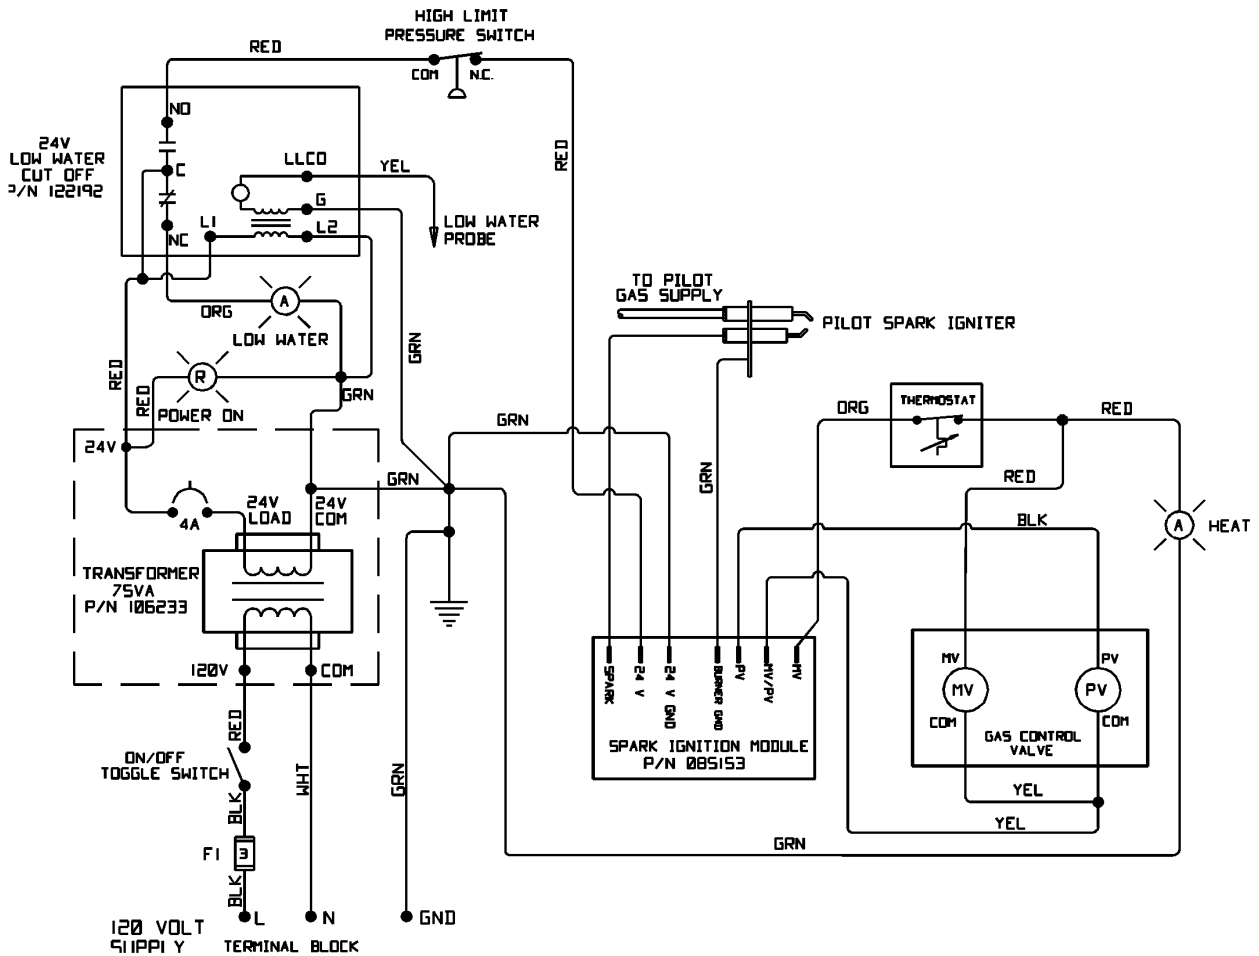 HIGH LIMIT
PRESSURE SWITCH
RED
COM
N.C.
NO
24V
LOW WATER
CUT OFF
P/N 122192
C
LLCO
YEL
RED
G
L1
L2
NC
LOW WATER
PROBE
ORG
A
LOW WATER
GRN
TO PILOT
GAS SUPPLY
PILOT SPARK IGNITER
RED
RED
R
POWER ON
GRN
THERMOSTAT
ORG
RED
24V
GRN
GRN
GRN
RED
4A
24V
LOAD
24V
COM
BLK
A
HEAT
TRANSFORMER
75VA
P/N 106233
120V
COM
SPARK
24 V
24 V GND
BURNER GND
PV
MV/PV
MV
SPARK IGNITION MODULE
P/N 085153
MV
PV
MV
PV
COM
COM
GAS CONTROL
VALVE
RED
ON/OFF
TOGGLE SWITCH
WHT
GRN
BLK
YEL
YEL
GRN
F1
3
BLK
L
N
GND
120 VOLT
SUPPLY
TERMINAL BLOCK